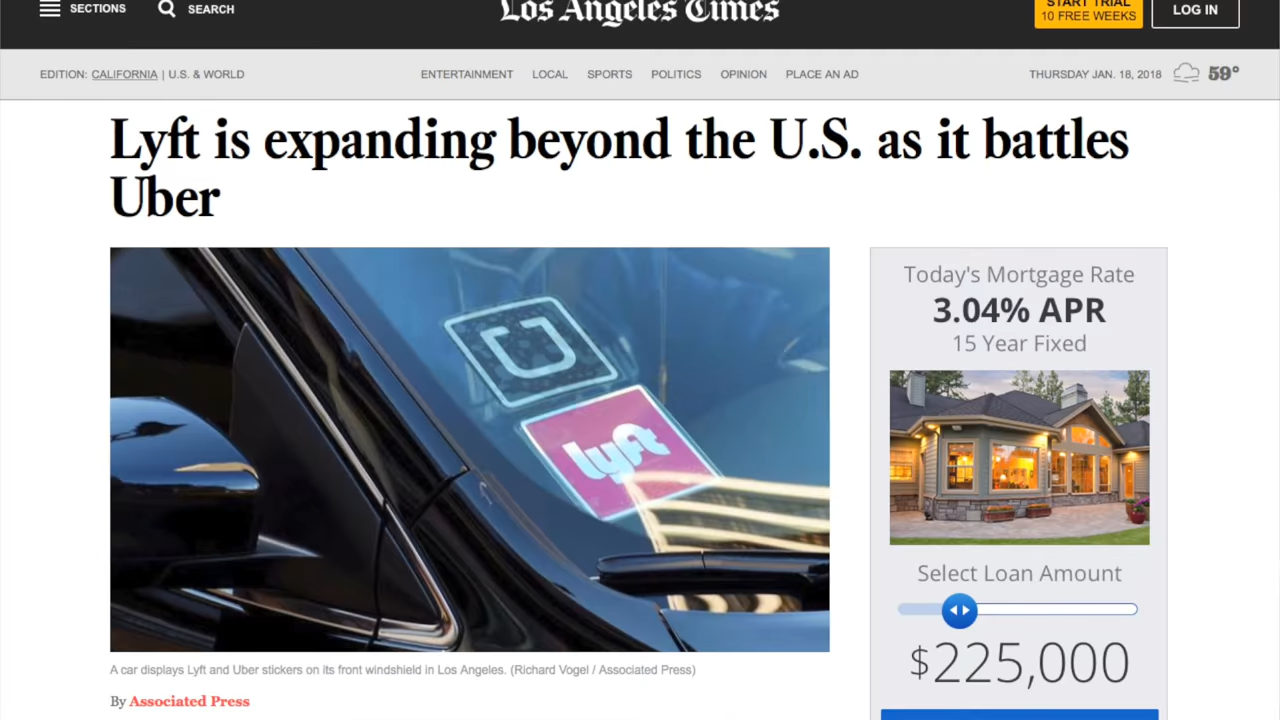 SECTIONS
SEARCH
Los Angeles Times
START TRIAL
10 FREE WEEKS
LOG IN
EDITION: CALIFORNIA | U.S. & WORLD
ENTERTAINMENT LOCAL SPORTS POLITICS OPINION PLACE AN AD
THURSDAY JAN. 18, 2018
59°
Lyft is expanding beyond the U.S. as it battles
Uber
lyft
A car displays Lyft and Uber stickers on its front windshield in Los Angeles. (Richard Vogel / Associated Press)
By Associated Press
Today's Mortgage Rate
3.04% APR
15 Year Fixed
Select Loan Amount
$225,000